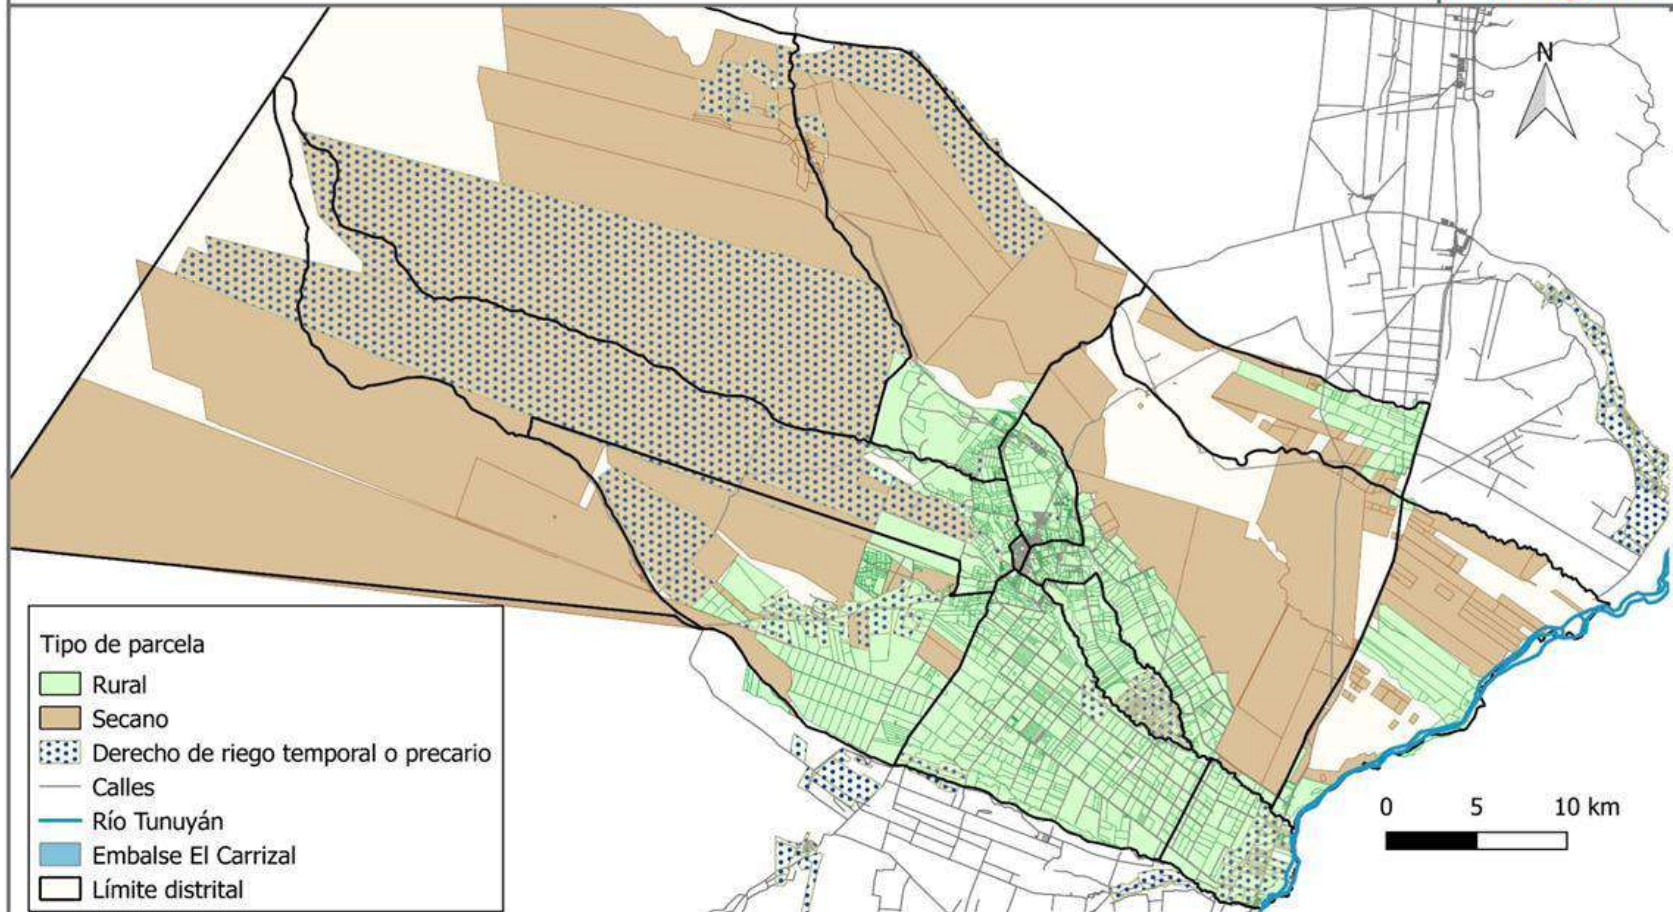 N
Tipo de parcela
Rural
Secano
Derecho de riego temporal o precario
Calles
Río Tunuyán
Embalse El Carrizal
Límite distrital
0 5 10 km